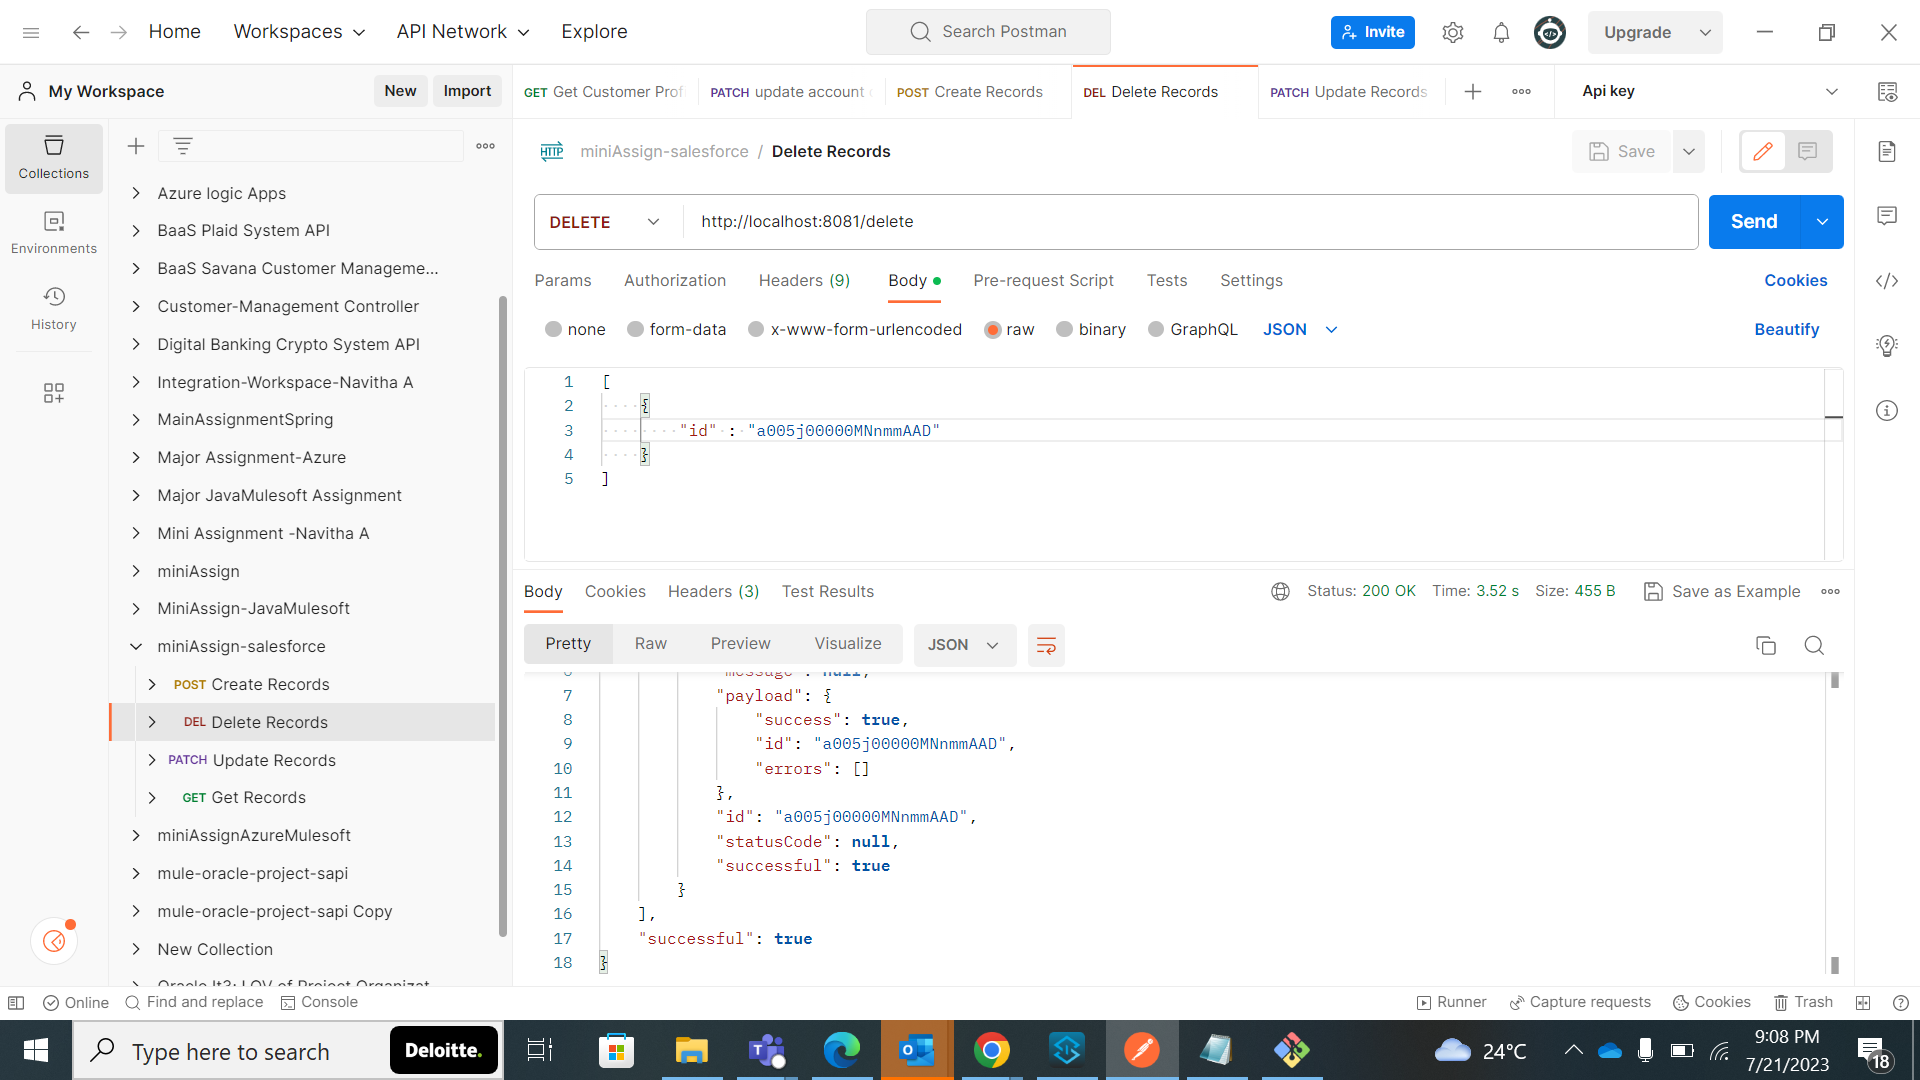 Home
Workspaces
API Network
Explore
Search Postman
Invite
Upgrade
My Workspace
New
Import
GET Get Customer Prof
PATCH update account
POST Create Records
DEL Delete Records
PATCH Update Records
Api key
Collections
Environments
History
Azure logic Apps
BaaS Plaid System API
BaaS Savana Customer Manageme...
Customer-Management Controller
Digital Banking Crypto System API
Integration-Workspace-Navitha A
MainAssignmentSpring
Major Assignment-Azure
Major JavaMulesoft Assignment
Mini Assignment -Navitha A
miniAssign
MiniAssign-JavaMulesoft
miniAssign-salesforce
POST Create Records
DEL Delete Records
PATCH Update Records
GET Get Records
miniAssignAzureMulesoft
mule-oracle-project-sapi
mule-oracle-project-sapi Copy
New Collection
HTTP miniAssign-salesforce / Delete Records
Save
DELETE
http://localhost:8081/delete
Send
Params Authorization Headers (9) Body Pre-request Script Tests Settings
Cookies
none form-data x-www-form-urlencoded raw binary GraphQL JSON
Beautify
1 [
2 {
3 "id" : "a005j00000MNnmmAAD"
4 }
5 ]
Body Cookies Headers (3) Test Results
Status: 200 OK Time: 3.52 s Size: 455 B
Save as Example
Pretty Raw Preview Visualize
JSON
6 "message": null,
7 "payload": {
8 "success": true,
9 "id": "a005j00000MNnmmAAD",
10 "errors": []
11 },
12 "id": "a005j00000MNnmmAAD",
13 "statusCode": null,
14 "successful": true
15 }
16 ],
17 "successful": true
18 }
Online
Find and replace
Console
Runner
Capture requests
Cookies
Trash
Type here to search
Deloitte.
24°C
9:08 PM
7/21/2023
18